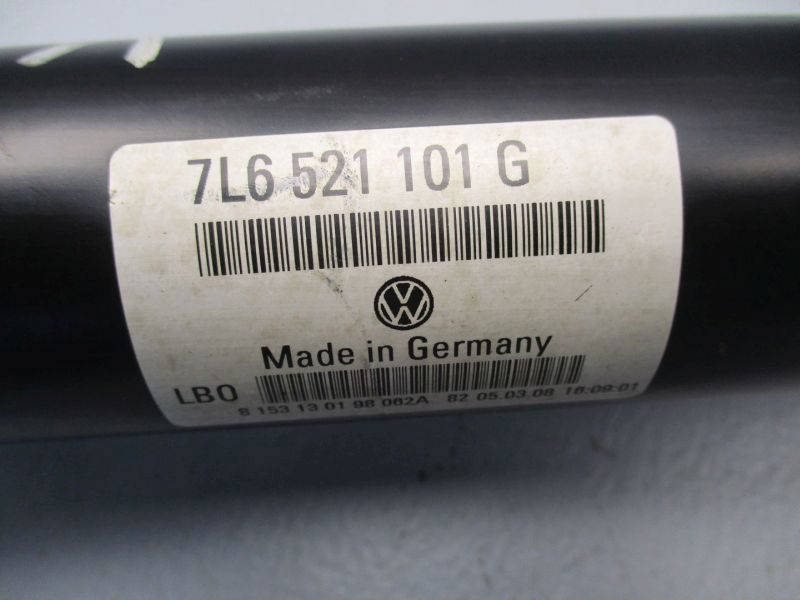 7L6 521 101 G
Made in Germany
LBO
8 153 13 01 98 062A 82 05.03.08 16:09:01